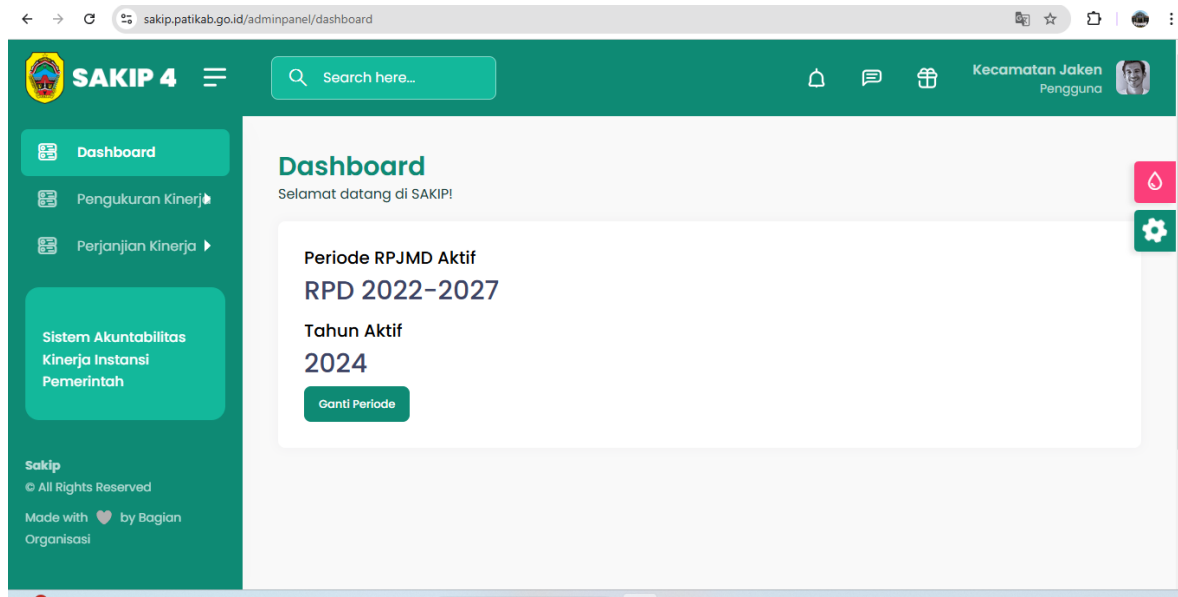 sakip.patikab.go.id/adminpanel/dashboard
SAKIP 4
Search here...
Kecamatan Jaken
Pengguna
Dashboard
Pengukuran Kinerja
Perjanjian Kinerja
Sistem Akuntabilitas
Kinerja Instansi
Pemerintah
Sakip
© All Rights Reserved
Made with ♥ by Bagian
Organisasi
Dashboard
Selamat datang di SAKIP!
Periode RPJMD Aktif
RPD 2022-2027
Tahun Aktif
2024
Ganti Periode